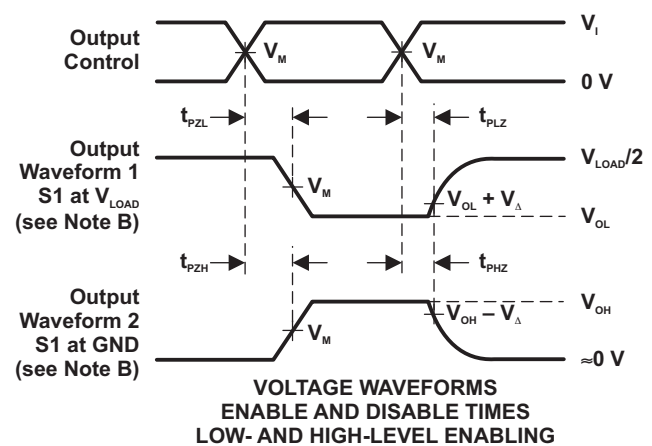 Output
Control
V_M
V_M
V_I
0 V
t_PZL
t_PLZ
Output
Waveform 1
S1 at V_LOAD
(see Note B)
V_M
V_OL + V_Δ
V_LOAD/2
V_OL
t_PZH
t_PHZ
Output
Waveform 2
S1 at GND
(see Note B)
V_M
V_OH – V_Δ
V_OH
≈0 V
VOLTAGE WAVEFORMS
ENABLE AND DISABLE TIMES
LOW- AND HIGH-LEVEL ENABLING